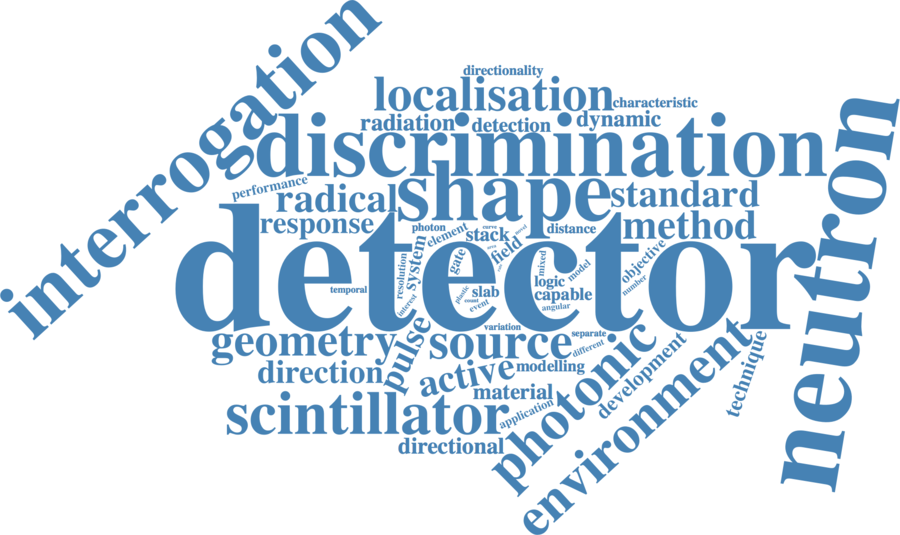 interrogation
directionality
localisation
characteristic
radiation
detection
dynamic
discrimination
performance
radical
shape
standard
response
photon
element
stack
curve
novel
distance
method
neutron
detector
temporal
resolution
system
interest
gate
field
area
plastic
count
slab
event
mixed
logic
model
capable
angular
objective
number
geometry
pulse
variation
source
separate
different
direction
active
modelling
material
photonic
development
technique
scintillator
application
directional
environment